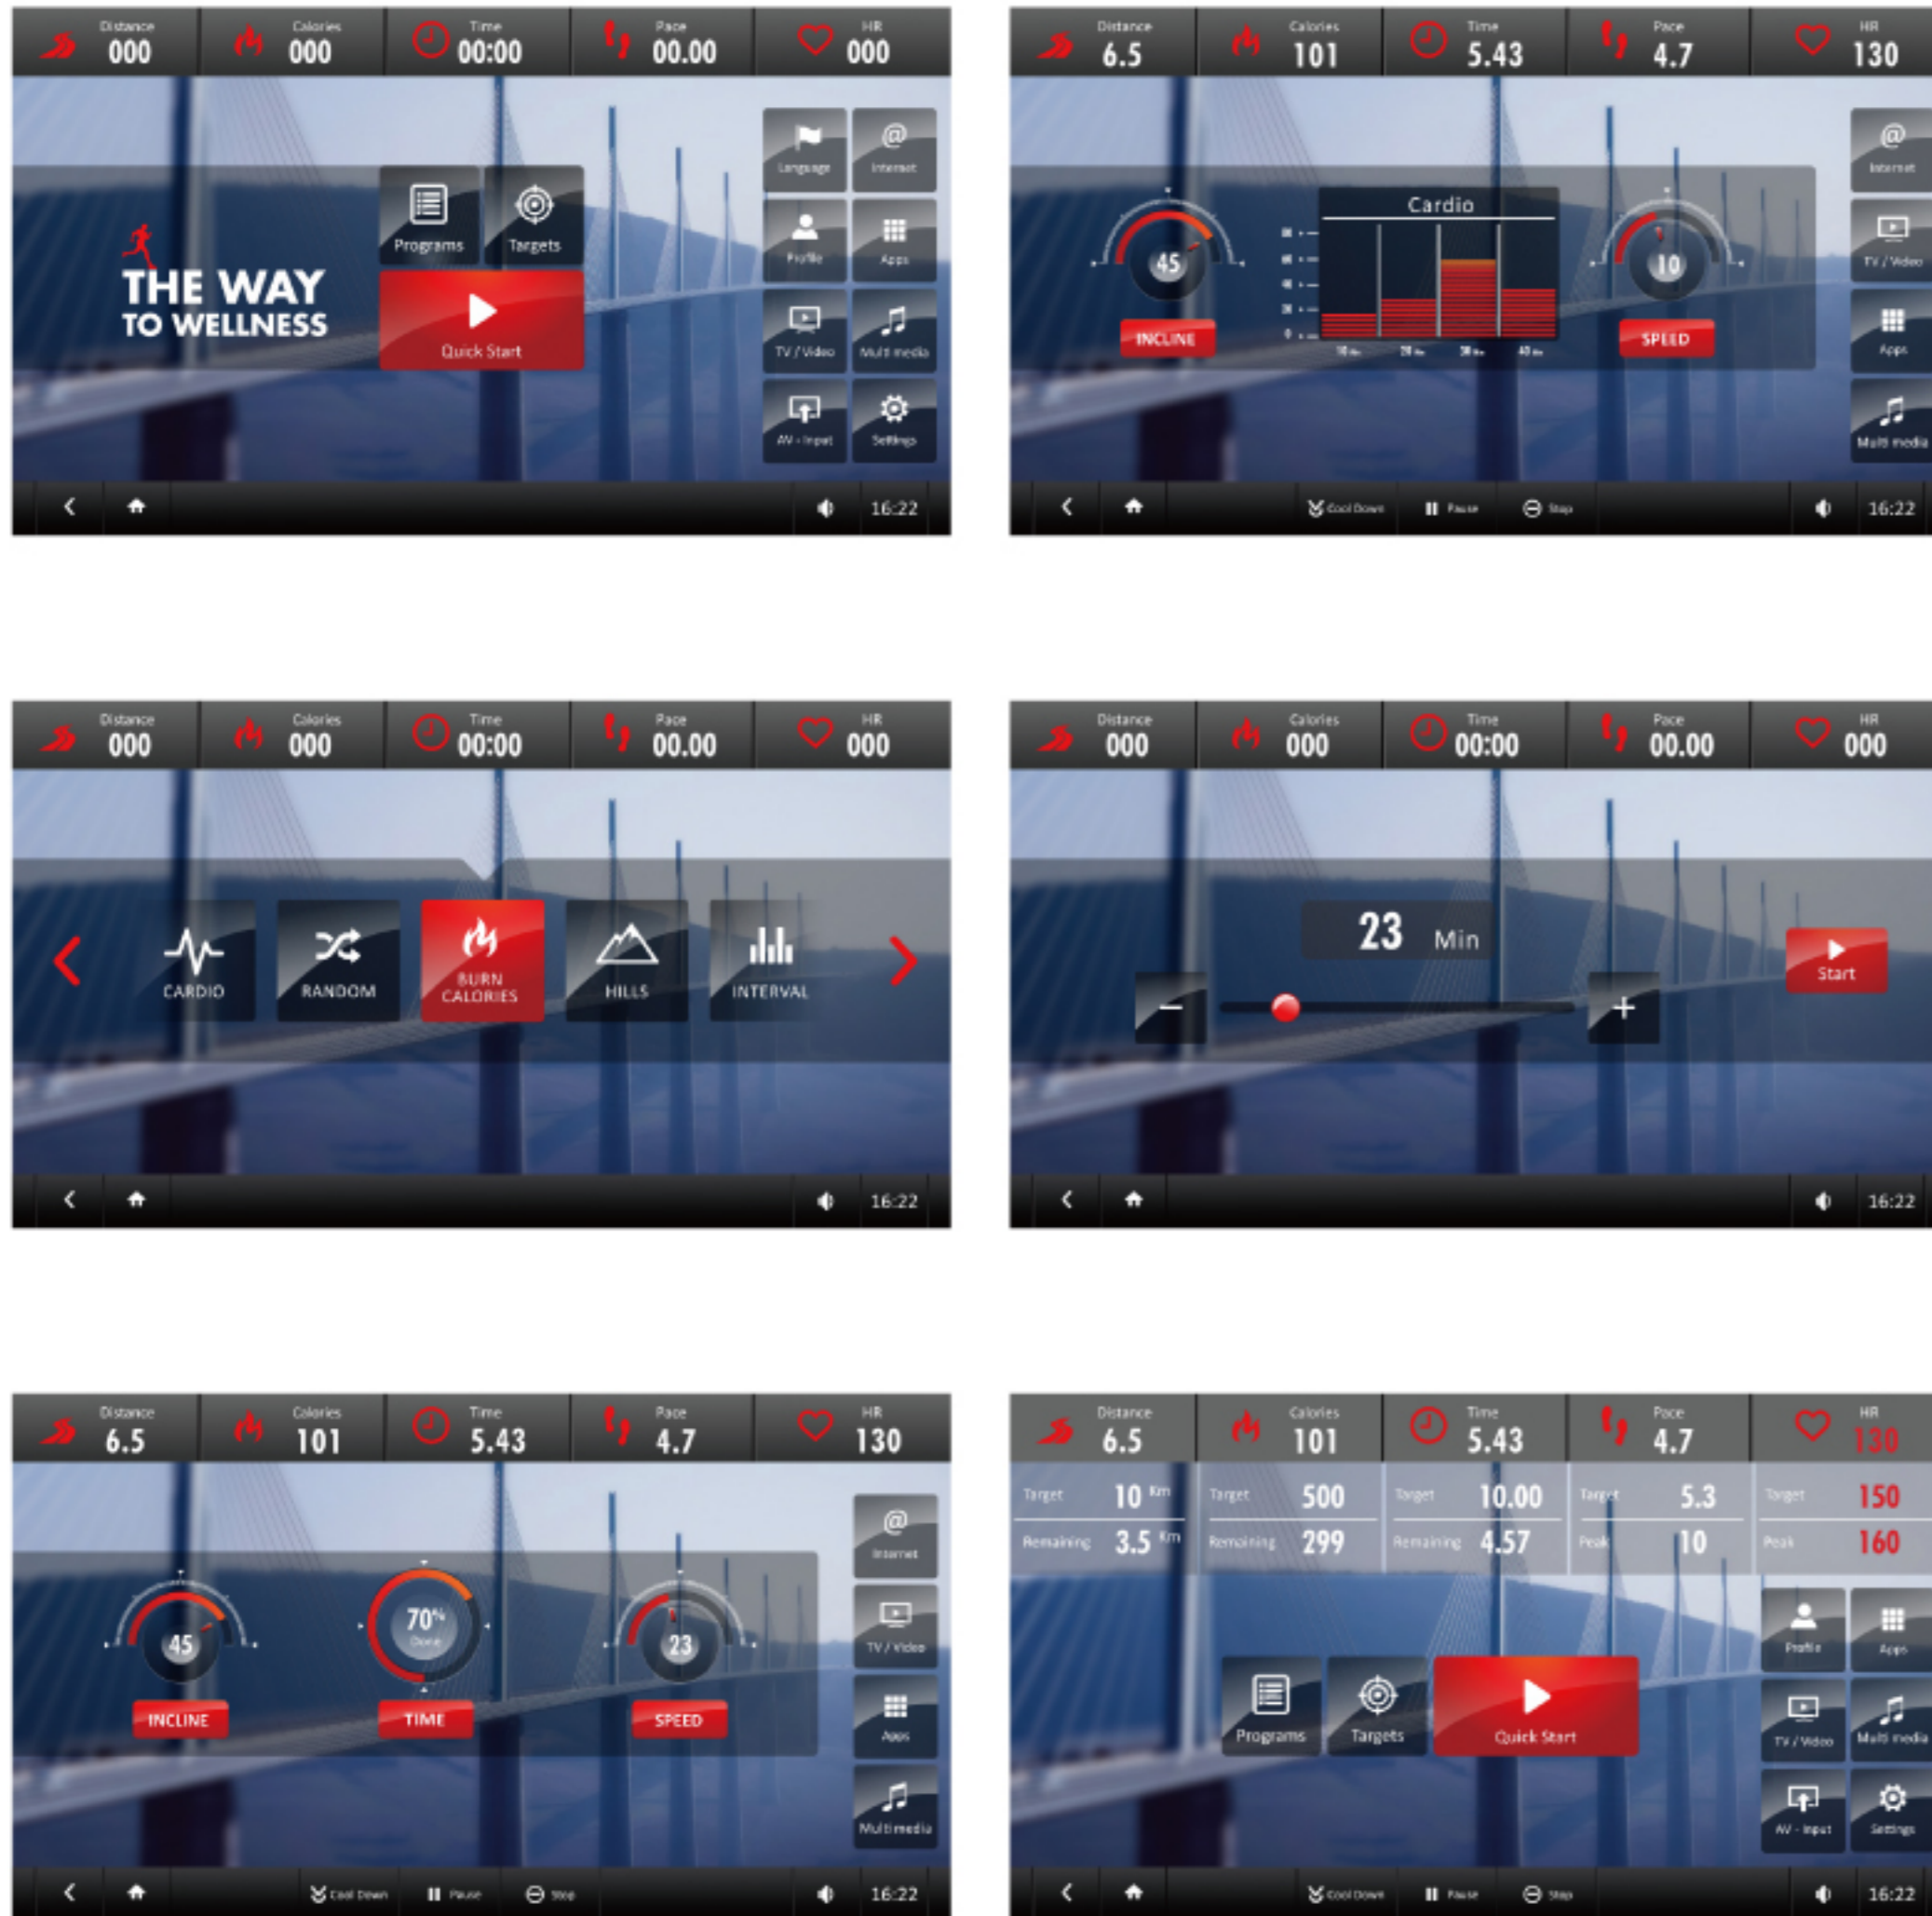 Distance Calories Time Pace HR
000 000 00:00 00.00 000
Language Internet
Programs Targets
Profile Apps
THE WAY
TO WELLNESS
Quick Start
TV / Video Multi media
AV - Input Settings
16:22
Distance Calories Time Pace HR
6.5 101 5.43 4.7 130
Internet
Cardio
TV / Video
45 10
INCLINE SPEED
Apps
Multi media
Cool Down Pause Stop 16:22
Distance Calories Time Pace HR
000 000 00:00 00.00 000
CARDIO RANDOM BURN CALORIES HILLS INTERVAL
16:22
Distance Calories Time Pace HR
000 000 00:00 00.00 000
23 Min
Start
16:22
Distance Calories Time Pace HR
6.5 101 5.43 4.7 130
Internet
70%
Done
45 23
TV / Video
INCLINE TIME SPEED
Apps
Multi media
Cool Down Pause Stop 16:22
Distance Calories Time Pace HR
6.5 101 5.43 4.7 130
Target 10 Km Target 500 Target 10.00 Target 5.3 Target 150
Remaining 3.5 Km Remaining 299 Remaining 4.57 Peak 10 Peak 160
Profile Apps
Programs Targets Quick Start
TV / Video Multi media
AV - Input Settings
Cool Down Pause Stop 16:22